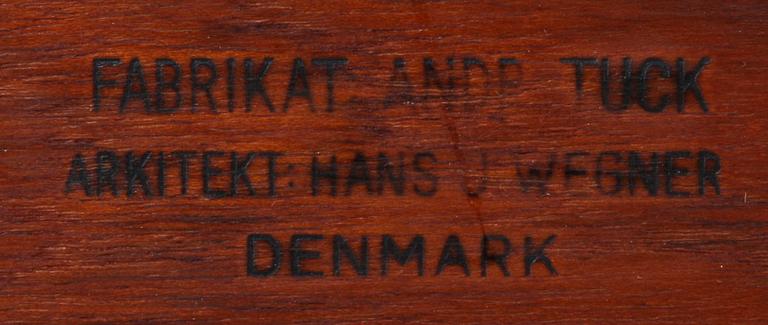 FABRIKAT: ANDR. TUCK
ARKITEKT: HANS J. WEGNER
DENMARK